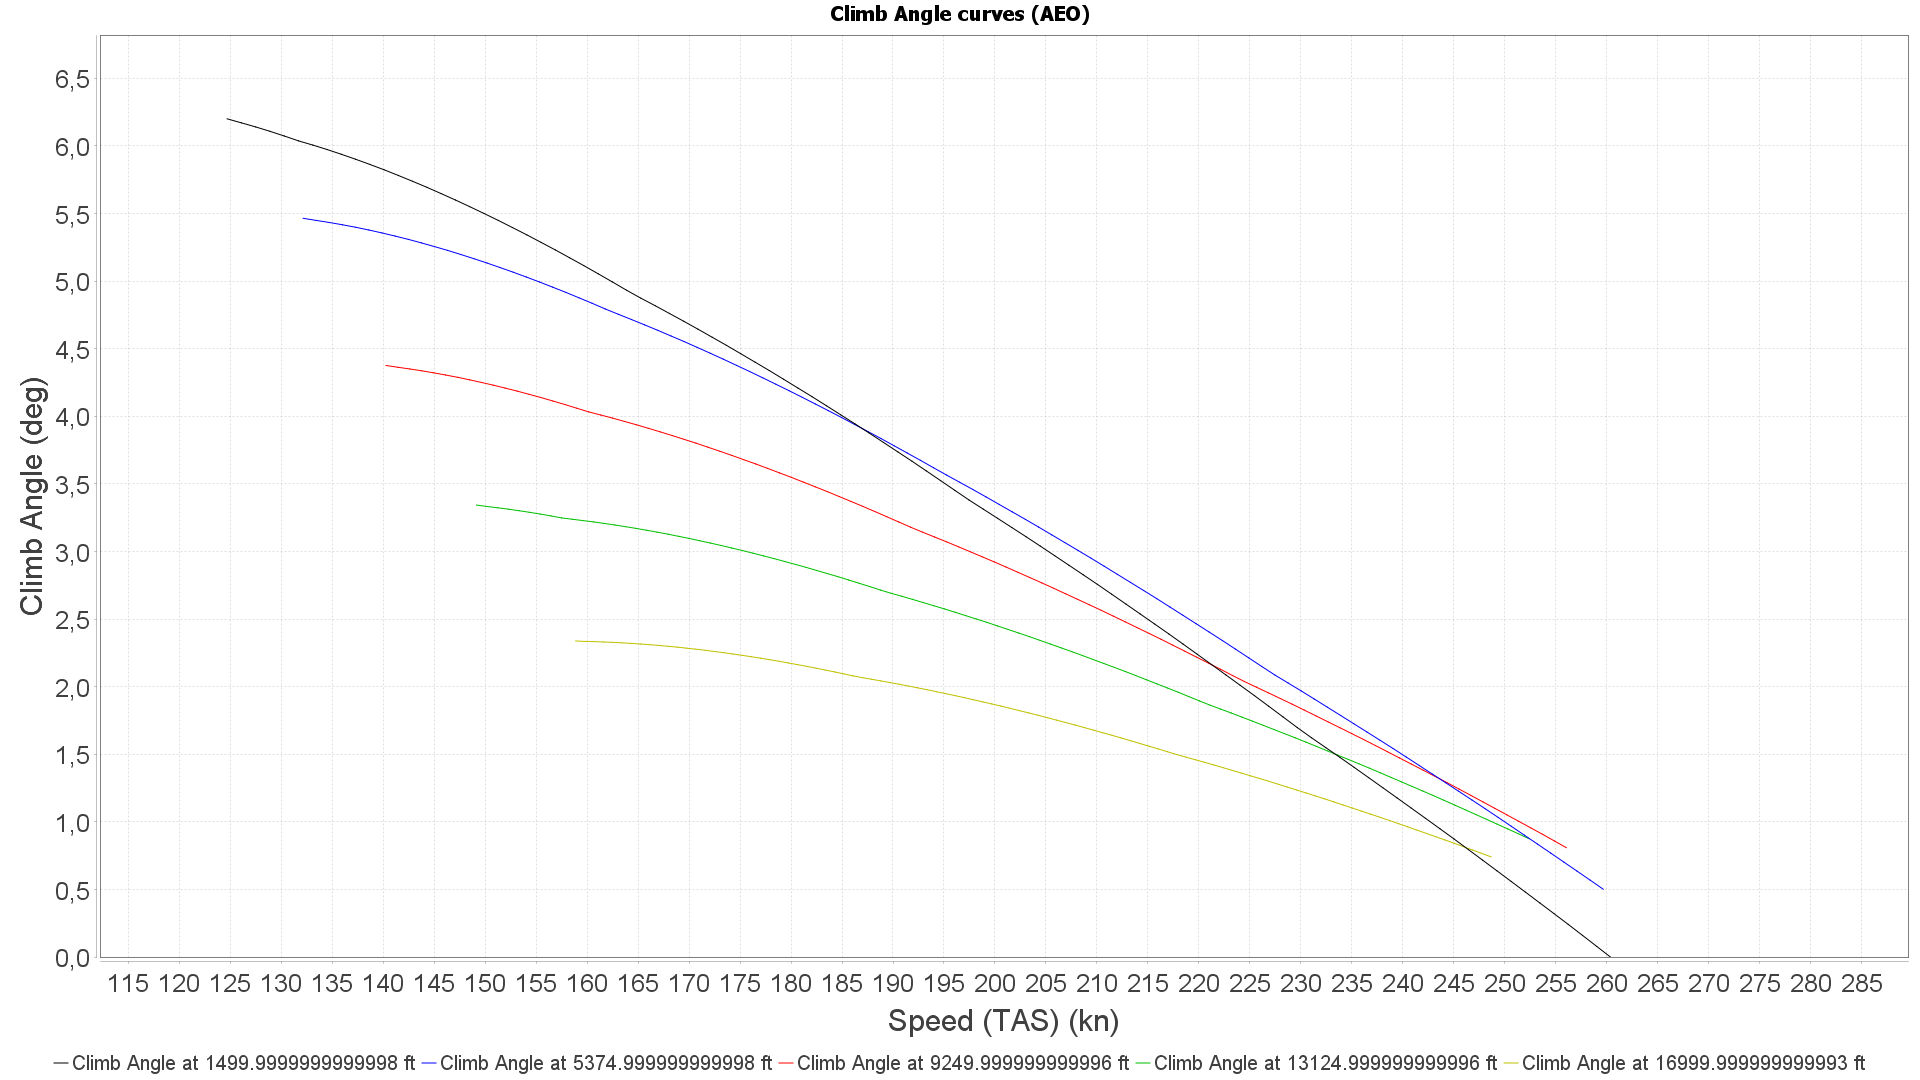 Climb Angle curves (AEO)
6,5
6,0
5,5
5,0
4,5
4,0
3,5
3,0
2,5
2,0
1,5
1,0
0,5
0,0
Climb Angle (deg)
115 120 125 130 135 140 145 150 155 160 165 170 175 180 185 190 195 200 205 210 215 220 225 230 235 240 245 250 255 260 265 270 275 280 285
Speed (TAS) (kn)
Climb Angle at 1499.9999999999998 ft Climb Angle at 5374.999999999998 ft Climb Angle at 9249.999999999996 ft Climb Angle at 13124.999999999996 ft Climb Angle at 16999.999999999993 ft